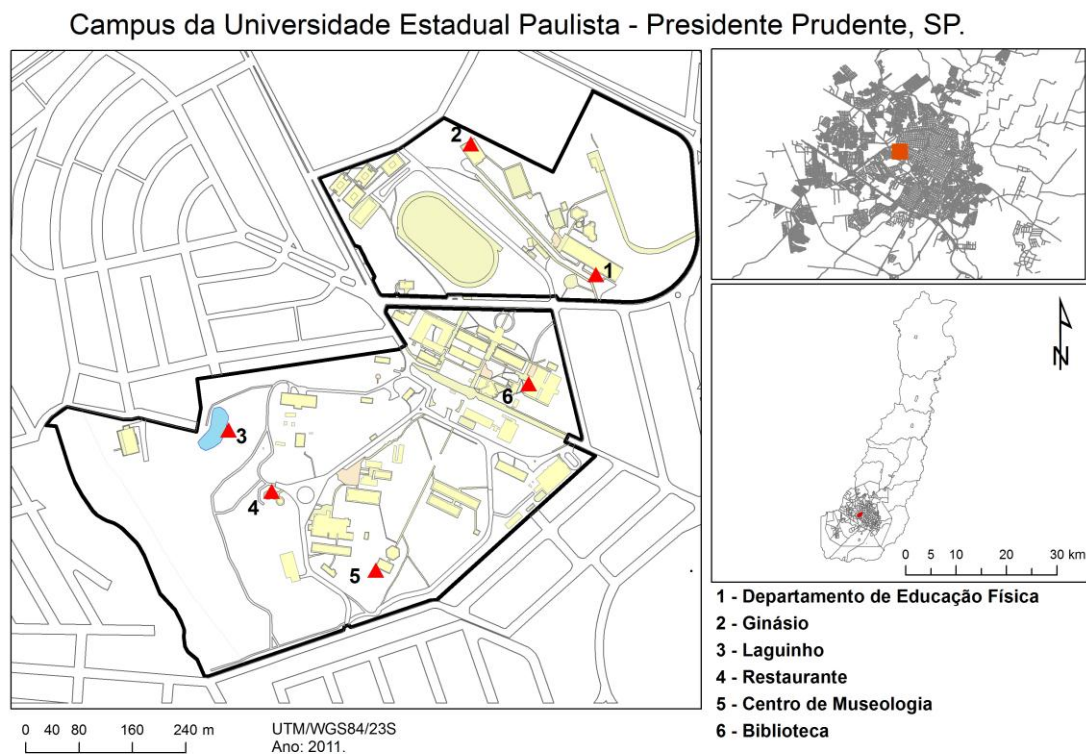 Campus da Universidade Estadual Paulista - Presidente Prudente, SP.
2
1
6
3
4
5
N
0 5 10 20 30 km
1 - Departamento de Educação Física
2 - Ginásio
3 - Laguinho
4 - Restaurante
5 - Centro de Museologia
6 - Biblioteca
0 40 80 160 240 m
UTM/WGS84/23S
Ano: 2011.